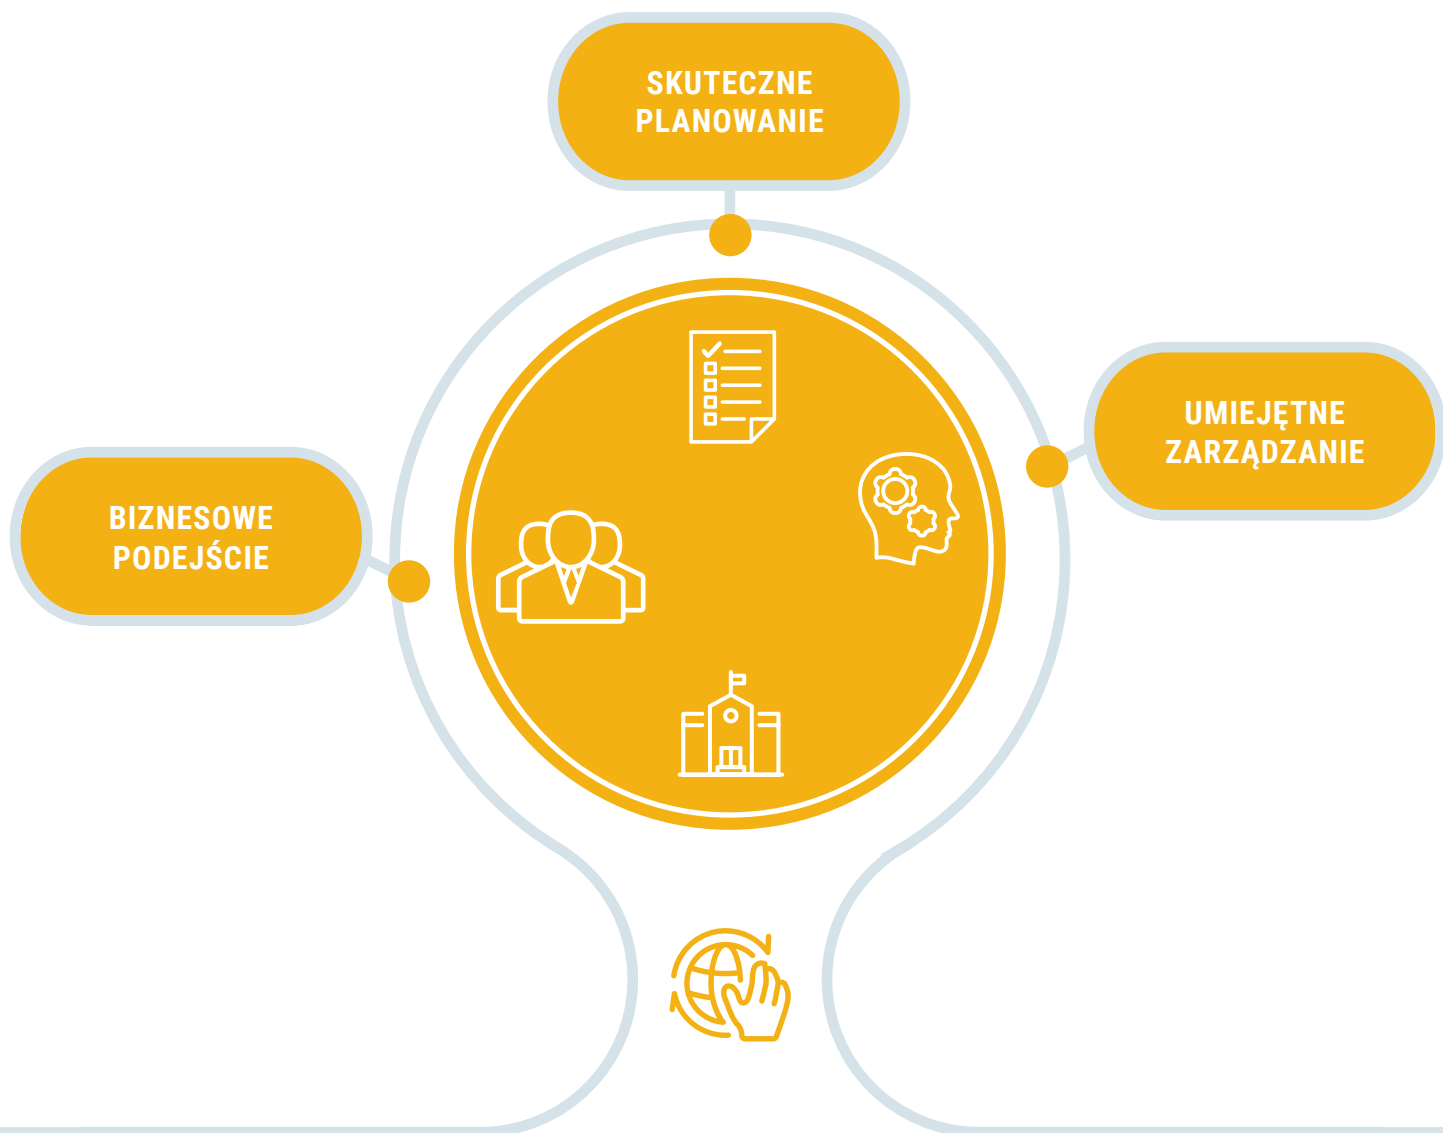 SKUTECZNE
PLANOWANIE
UMIEJĘTNE
ZARZĄDZANIE
BIZNESOWE
PODEJŚCIE